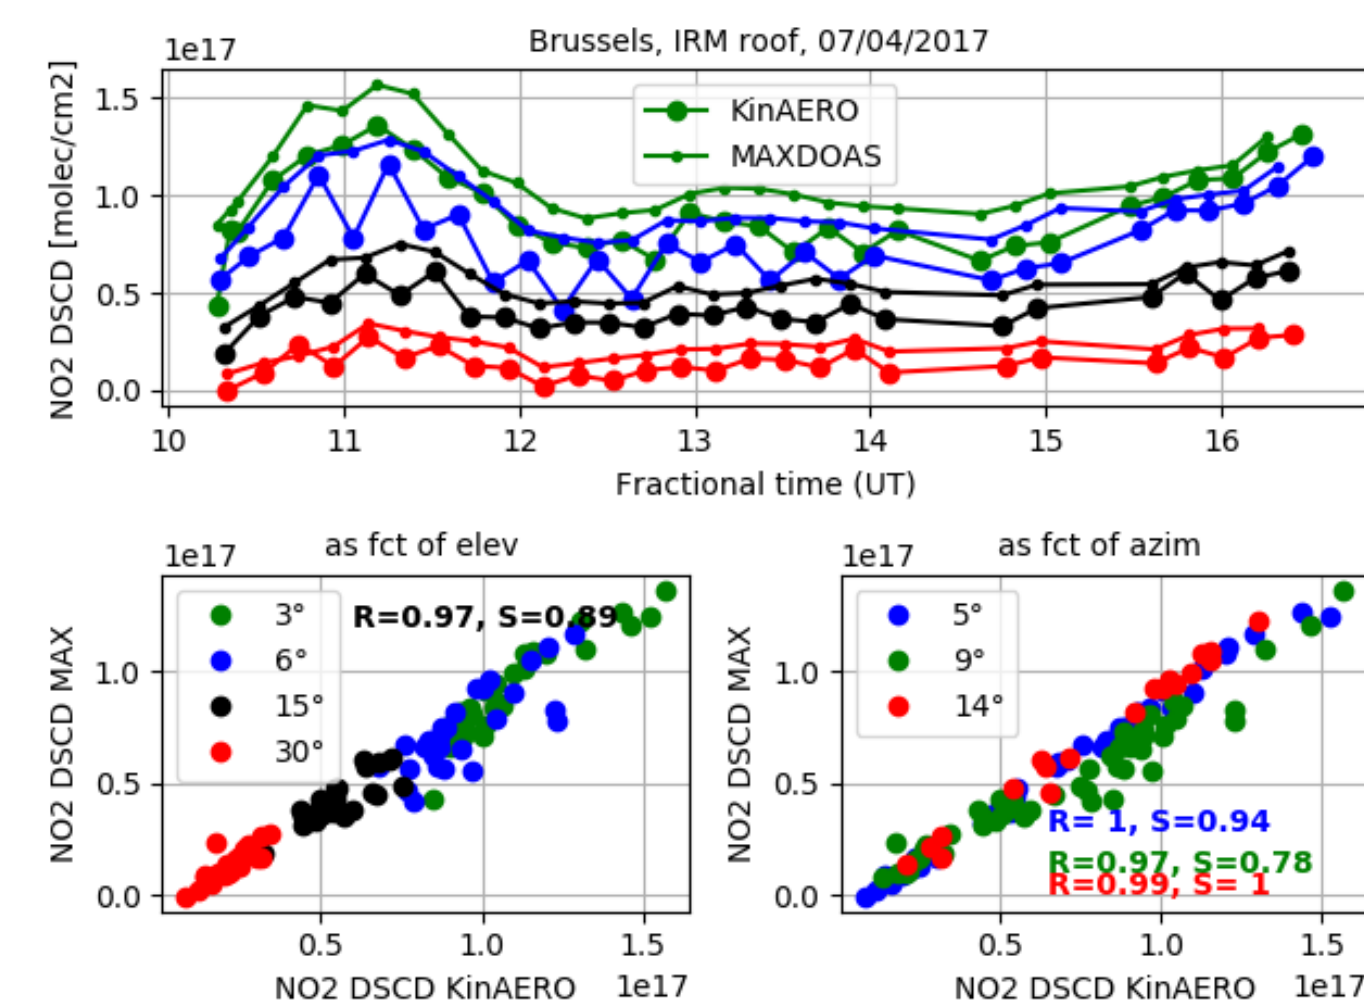 1e17
Brussels, IRM roof, 07/04/2017
NO2 DSCD [molec/cm2]
1.5
1.0
0.5
0.0
KinAERO
MAXDOAS
10 11 12 13 14 15 16
Fractional time (UT)
1e17
as fct of elev
NO2 DSCD MAX
1.0
0.5
0.0
3°
6°
15°
30°
R=0.97, S=0.89
0.5 1.0 1.5
NO2 DSCD KinAERO
1e17
1e17
as fct of azim
NO2 DSCD MAX
1.0
0.5
0.0
5°
9°
14°
R= 1, S=0.94
R=0.97, S=0.78
R=0.99, S= 1
0.5 1.0 1.5
NO2 DSCD KinAERO
1e17